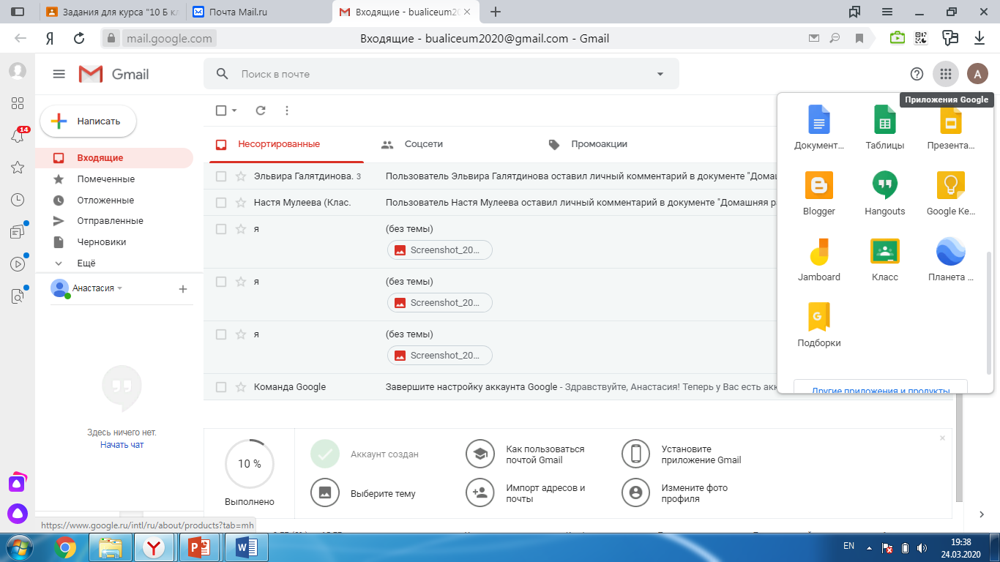 Задания для курса "10 Б кл
Почта Mail.ru
Входящие - bualiceum202
mail.google.com
Входящие - bualiceum2020@gmail.com - Gmail
Gmail
Поиск в почте
A
Приложения Google
Написать
14
Входящие
Помеченные
Отложенные
Отправленные
Черновики
Ещё
Анастасия
Здесь ничего нет.
Начать чат
Несортированные
Соцсети
Промоакции
Эльвира Галятдинова. 3
Пользователь Эльвира Галятдинова оставил личный комментарий в документе "Домаш
Настя Мулеева (Клас.
Пользователь Настя Мулеева оставил личный комментарий в документе "Домашняя р
я
(без темы)
Screenshot_20...
я
(без темы)
Screenshot_20...
я
(без темы)
Screenshot_20...
Команда Google
Завершите настройку аккаунта Google - Здравствуйте, Анастасия! Теперь у Вас есть акк
Документ...
Таблицы
Презента...
Blogger
Hangouts
Google Ke...
Jamboard
Класс
Планета ...
G
Подборки
Другие приложения и продукты
10 %
Выполнено
Аккаунт создан
Как пользоваться
почтой Gmail
Установите
приложение Gmail
Выберите тему
Импорт адресов и
почты
Измените фото
профиля
https://www.google.ru/intl/ru/about/products?tab=mh
EN
19:38
24.03.2020